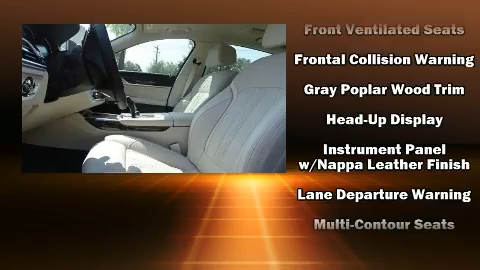 Front Ventilated Seats
Frontal Collision Warning
Gray Poplar Wood Trim
Head-Up Display
Instrument Panel
w/Nappa Leather Finish
Lane Departure Warning
Multi-Contour Seats